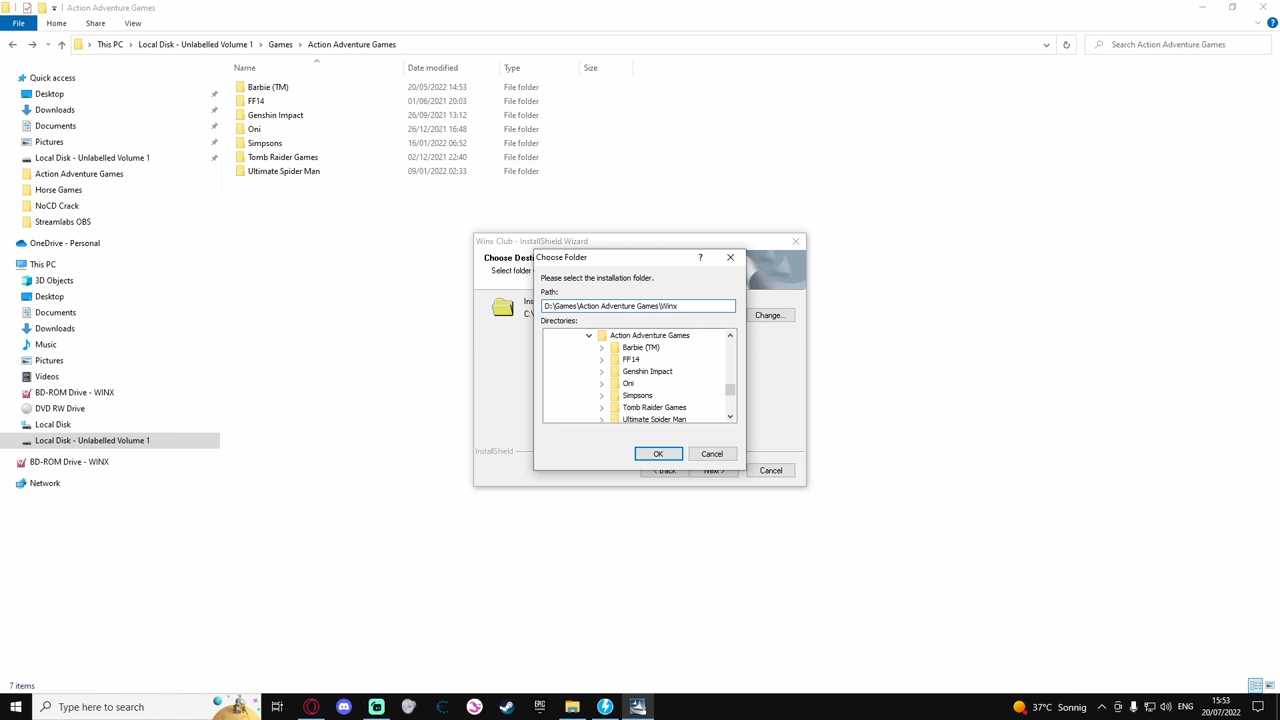 Action Adventure Games
File Home Share View
This PC Local Disk - Unlabelled Volume 1 Games Action Adventure Games
Search Action Adventure Games
Name Date modified Type Size
Barbie (TM) 20/05/2022 14:53 File folder
FF14 01/06/2021 20:03 File folder
Genshin Impact 26/09/2021 13:12 File folder
Oni 26/12/2021 16:48 File folder
Simpsons 16/01/2022 06:52 File folder
Tomb Raider Games 02/12/2021 22:40 File folder
Ultimate Spider Man 09/01/2022 02:33 File folder
Quick access
Desktop
Downloads
Documents
Pictures
Local Disk - Unlabelled Volume 1
Action Adventure Games
Horse Games
NoCD Crack
Streamlabs OBS
OneDrive - Personal
This PC
3D Objects
Desktop
Documents
Downloads
Music
Pictures
Videos
BD-ROM Drive - WINX
DVD RW Drive
Local Disk
Local Disk - Unlabelled Volume 1
BD-ROM Drive - WINX
Network
Winx Club - InstallShield Wizard
Choose Desti
Select folder
Ins
C:\
Change...
InstallShield
< Back Next > Cancel
Choose Folder
?
Please select the installation folder.
Path:
D:\Games\Action Adventure Games\Winx
Directories:
Action Adventure Games
Barbie (TM)
FF14
Genshin Impact
Oni
Simpsons
Tomb Raider Games
Ultimate Spider Man
OK Cancel
7 items
Type here to search
EPIC
37°C Sonnig
ENG
15:53
20/07/2022